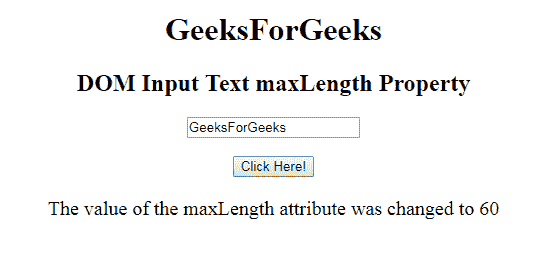 GeeksForGeeks
DOM Input Text maxLength Property
GeeksForGeeks
Click Here!
The value of the maxLength attribute was changed to 60